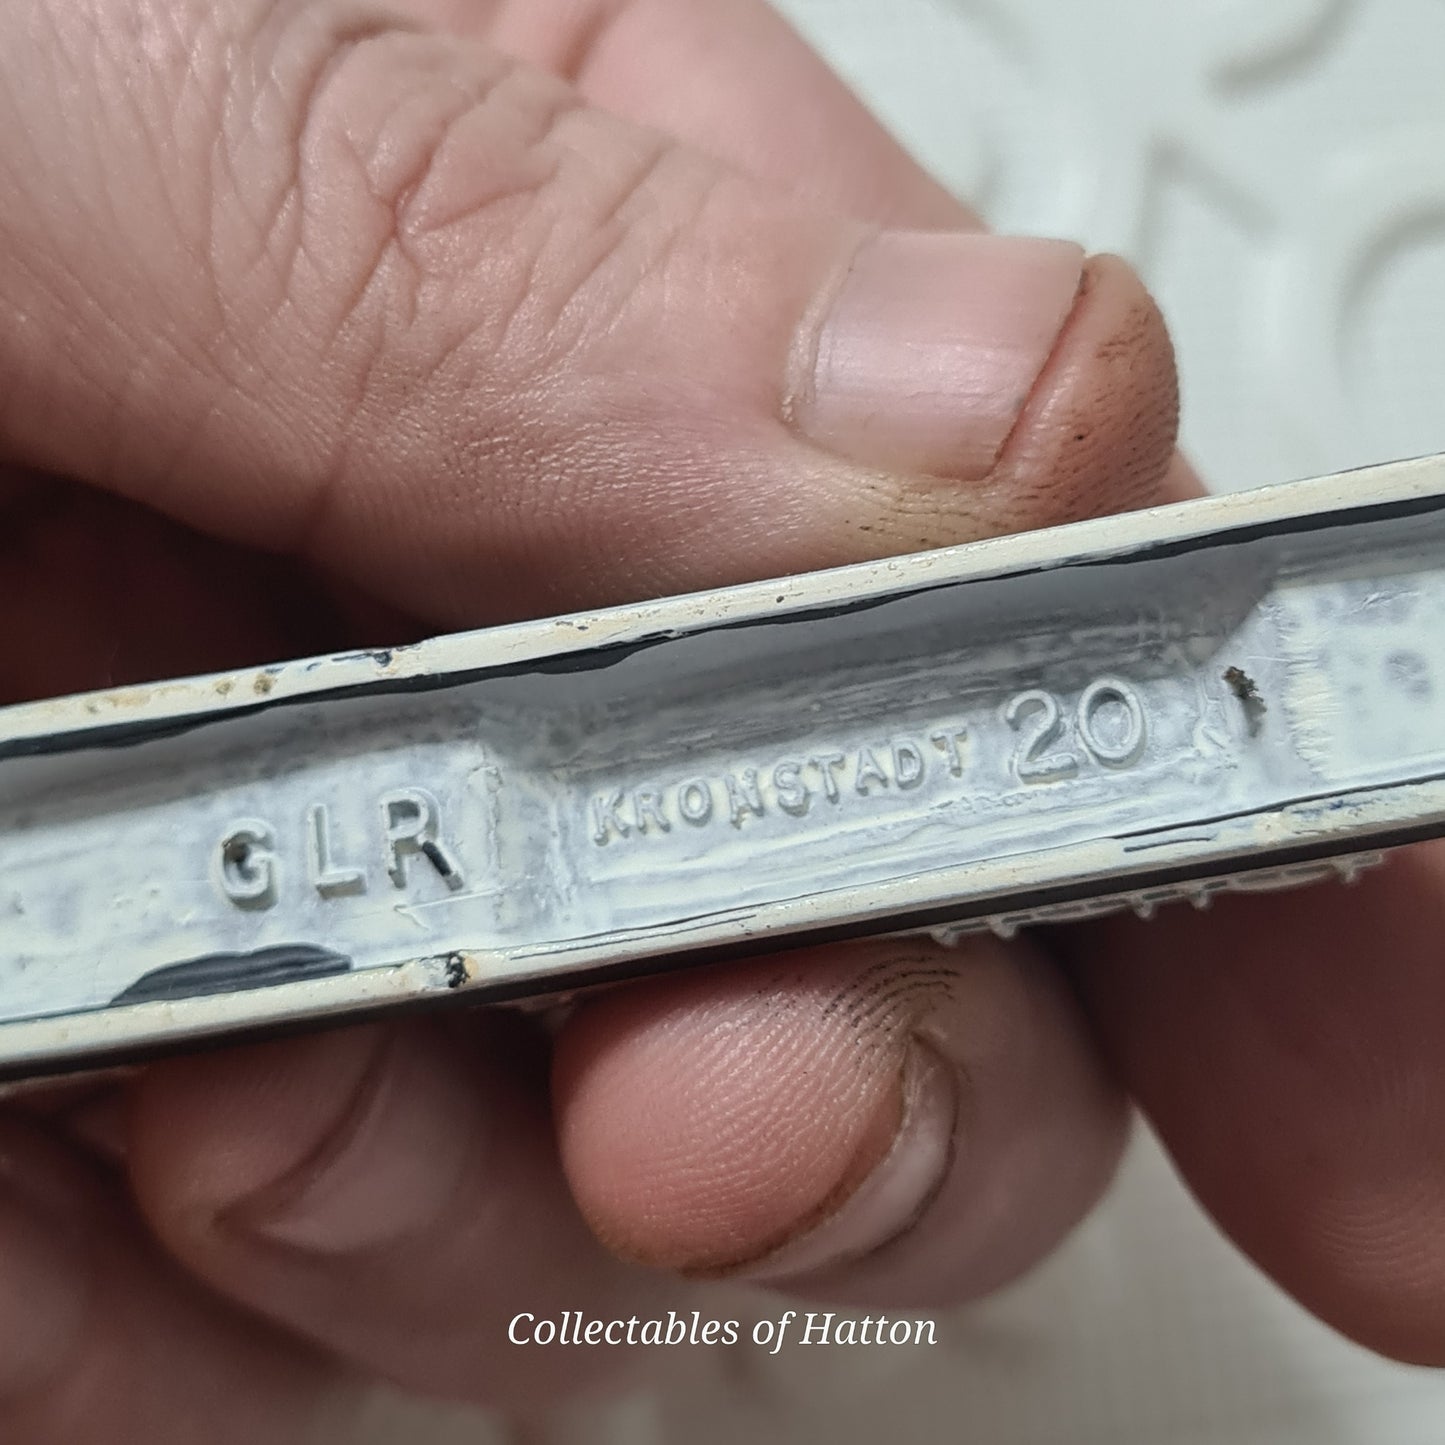 GLR KRONSTADT 20
Collectables of Hatton